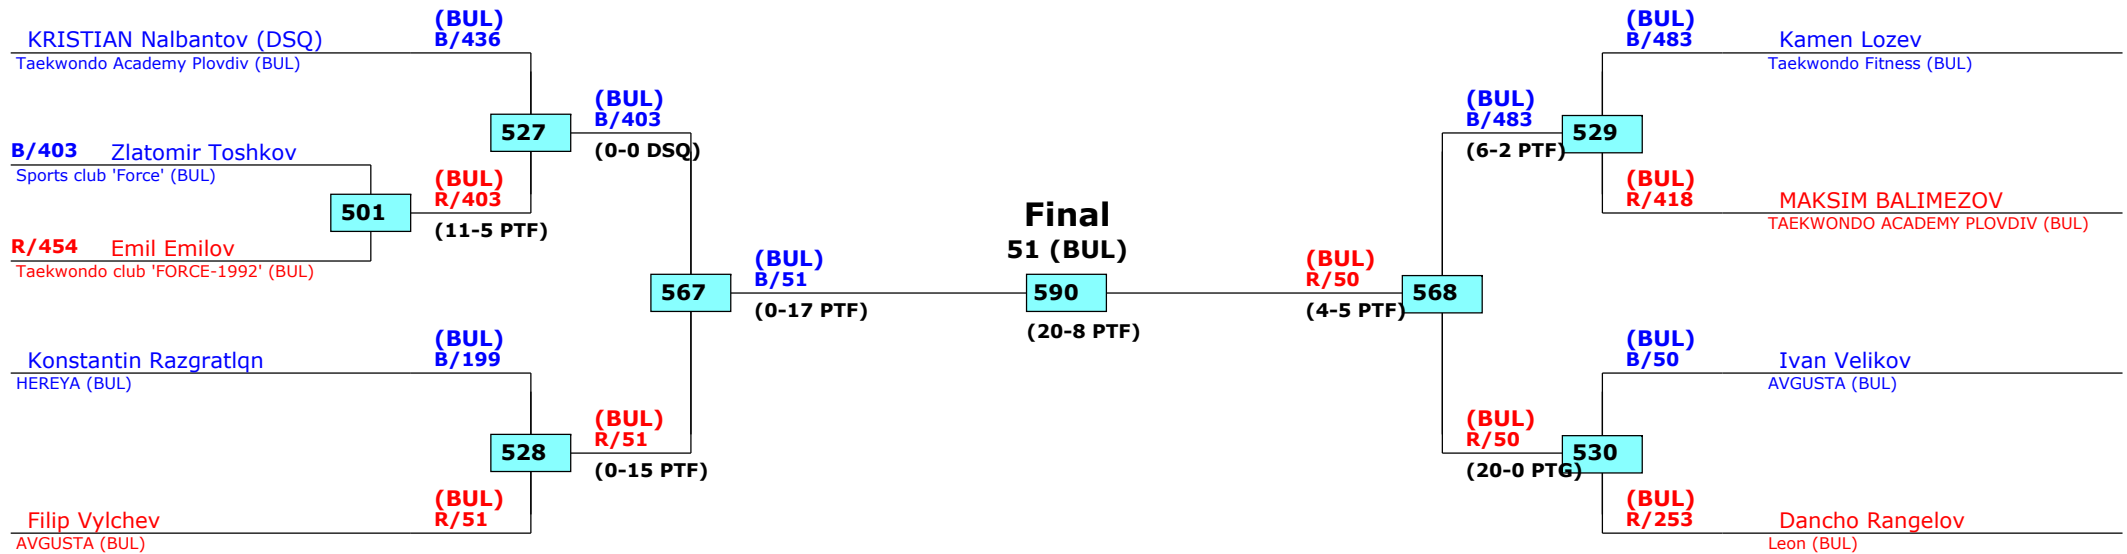 KRISTIAN Nalbantov (DSQ)
Taekwondo Academy Plovdiv (BUL)
(BUL)
B/436
B/403 Zlatomir Toshkov
Sports club 'Force' (BUL)
501
R/454 Emil Emilov
Taekwondo club 'FORCE-1992' (BUL)
(BUL)
R/403
(11-5 PTF)
527
(BUL)
B/403
(0-0 DSQ)
Konstantin Razgratlqn
HEREYA (BUL)
(BUL)
B/199
528
Filip Vylchev
AVGUSTA (BUL)
(BUL)
R/51
(BUL)
R/51
(0-15 PTF)
567
(BUL)
B/51
(0-17 PTF)
Final
51 (BUL)
590
(20-8 PTF)
(BUL)
R/50
(4-5 PTF)
568
(BUL)
B/483
(6-2 PTF)
529
(BUL)
B/483
Kamen Lozev
Taekwondo Fitness (BUL)
(BUL)
R/418
MAKSIM BALIMEZOV
TAEKWONDO ACADEMY PLOVDIV (BUL)
(BUL)
R/50
(20-0 PTG)
530
(BUL)
B/50
Ivan Velikov
AVGUSTA (BUL)
(BUL)
R/253
Dancho Rangelov
Leon (BUL)